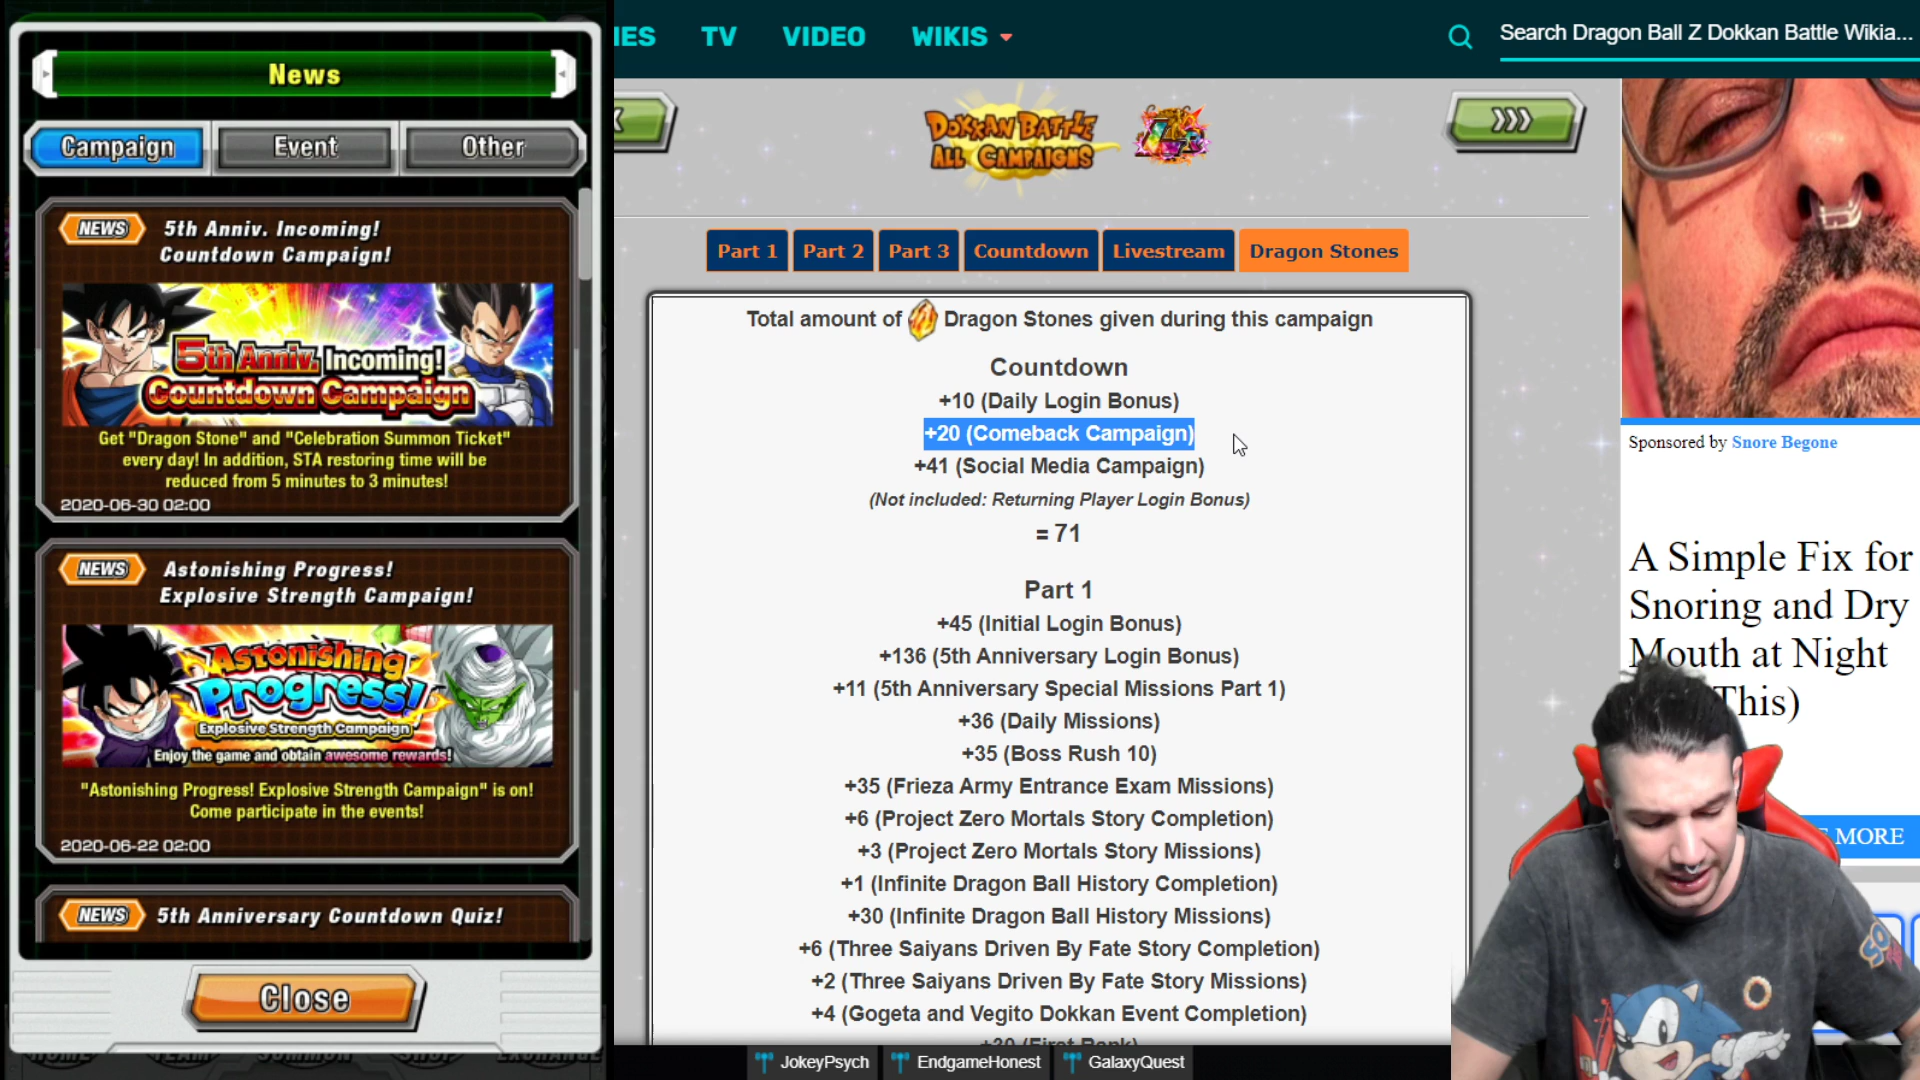 News
Campaign
Event
Other
NEWS
5th Anniv. Incoming!
Countdown Campaign!
5th Anniv. Incoming!
Countdown Campaign
Get "Dragon Stone" and "Celebration Summon Ticket"
every day! In addition, STA restoring time will be
reduced from 5 minutes to 3 minutes!
2020-06-30 02:00
NEWS
Astonishing Progress!
Explosive Strength Campaign!
Astonishing
Progress!
Explosive Strength Campaign
Enjoy the game and obtain awesome rewards!
"Astonishing Progress! Explosive Strength Campaign" is on!
Come participate in the events!
2020-06-22 02:00
NEWS
5th Anniversary Countdown Quiz!
Close
HOME
TEAM
SUMMON
SHOP
EXCHANGE
TV
VIDEO
WIKIS
Search Dragon Ball Z Dokkan Battle Wikia...
DOKKAN BATTLE
ALL CAMPAIGNS
Part 1
Part 2
Part 3
Countdown
Livestream
Dragon Stones
Total amount of Dragon Stones given during this campaign
Countdown
+10 (Daily Login Bonus)
+20 (Comeback Campaign)
+41 (Social Media Campaign)
(Not included: Returning Player Login Bonus)
= 71
Part 1
+45 (Initial Login Bonus)
+136 (5th Anniversary Login Bonus)
+11 (5th Anniversary Special Missions Part 1)
+36 (Daily Missions)
+35 (Boss Rush 10)
+35 (Frieza Army Entrance Exam Missions)
+6 (Project Zero Mortals Story Completion)
+3 (Project Zero Mortals Story Missions)
+1 (Infinite Dragon Ball History Completion)
+30 (Infinite Dragon Ball History Missions)
+6 (Three Saiyans Driven By Fate Story Completion)
+2 (Three Saiyans Driven By Fate Story Missions)
+4 (Gogeta and Vegito Dokkan Event Completion)
JokeyPsych
EndgameHonest
GalaxyQuest
Sponsored by Snore Begone
A Simple Fix for
Snoring and Dry
Mouth at Night
This)
MORE